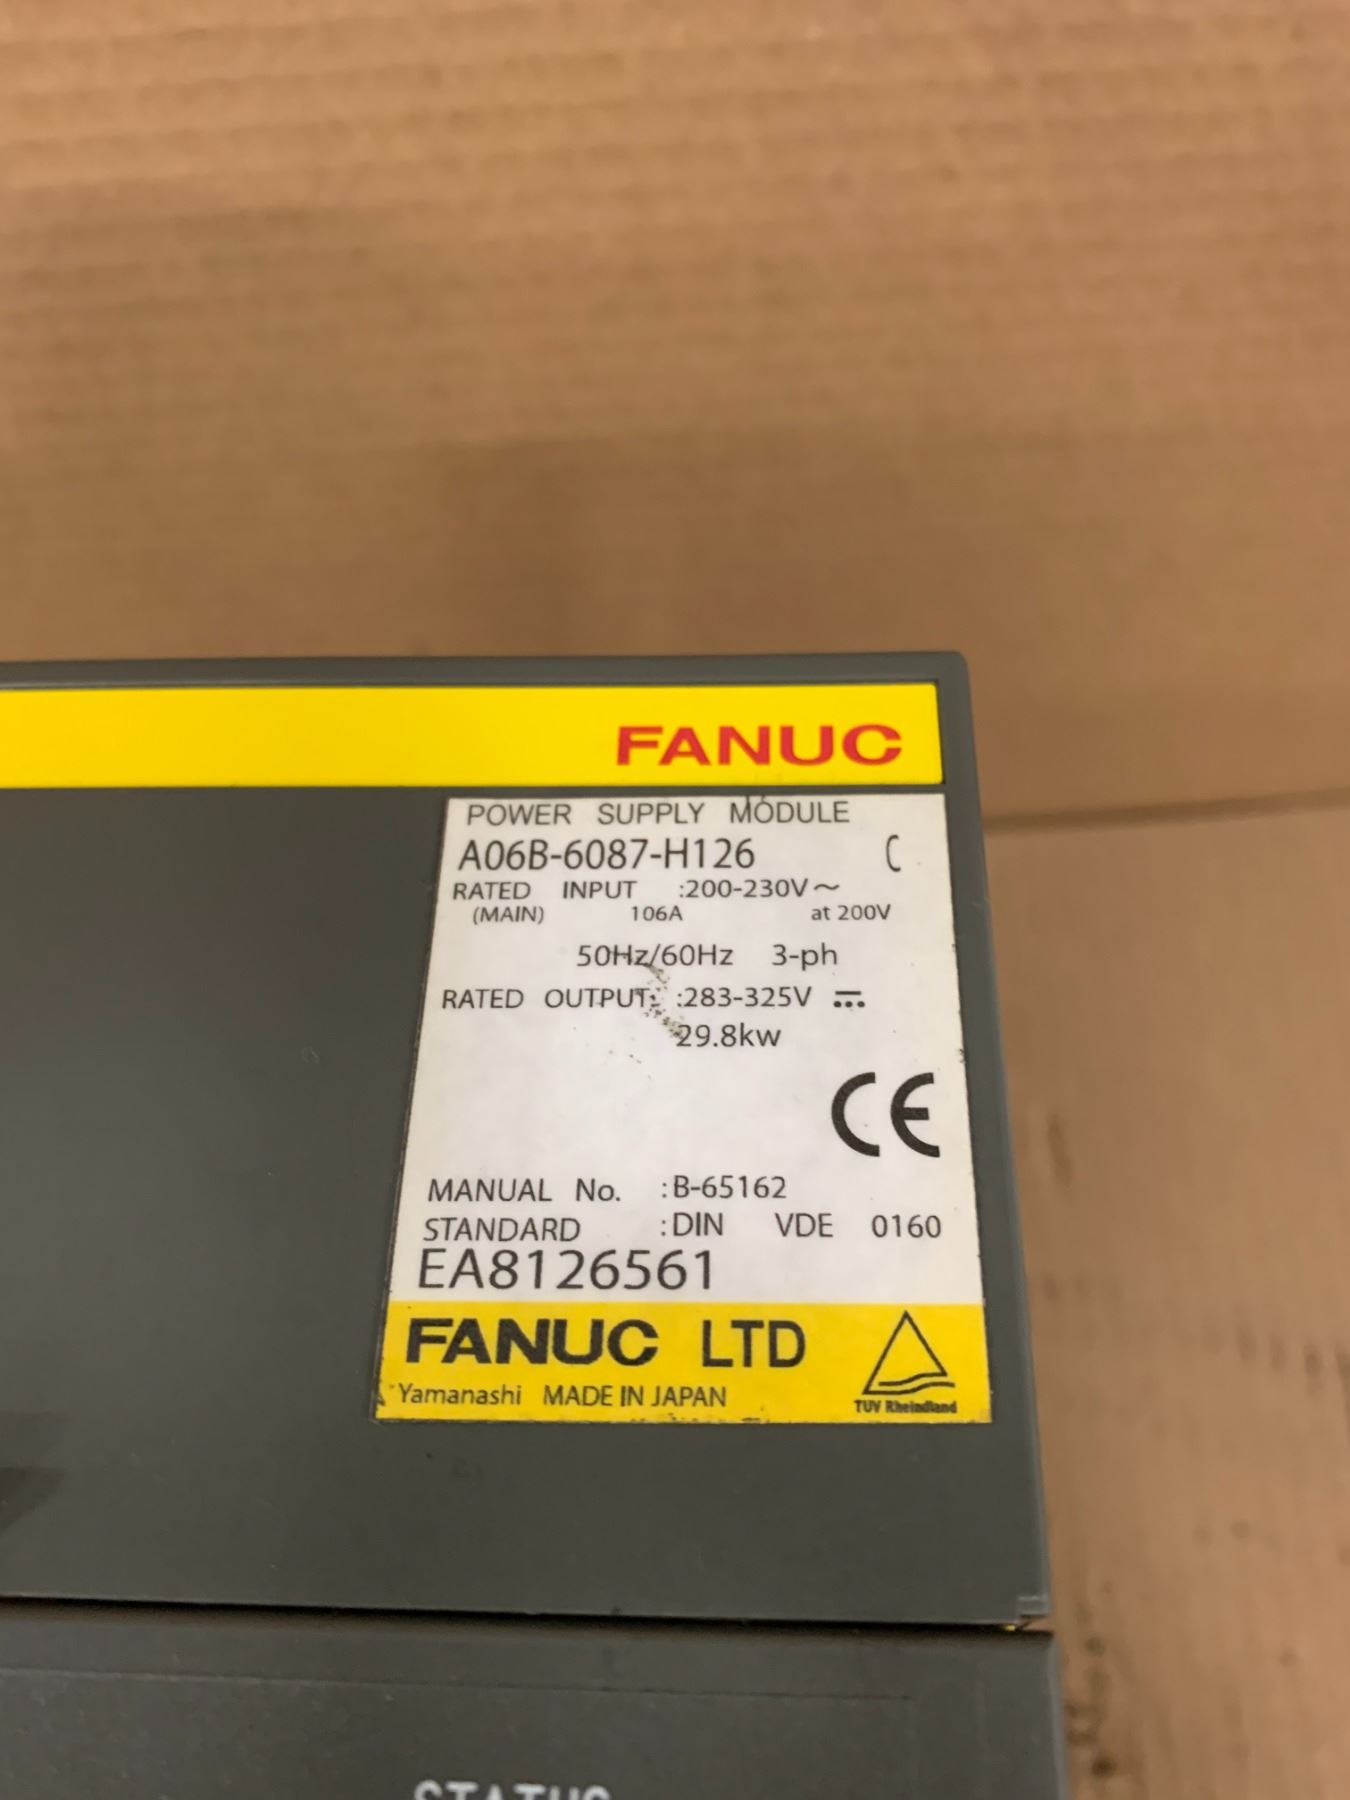 FANUC
POWER SUPPLY MODULE
A06B-6087-H126 C
RATED INPUT :200-230V～
(MAIN) 106A at 200V
50Hz/60Hz 3-ph
RATED OUTPUT :283-325V ⎓
29.8kw
CE
MANUAL No. :B-65162
STANDARD :DIN VDE 0160
EA8126561
FANUC LTD
Yamanashi MADE IN JAPAN
TUV Rheindland
STATUS